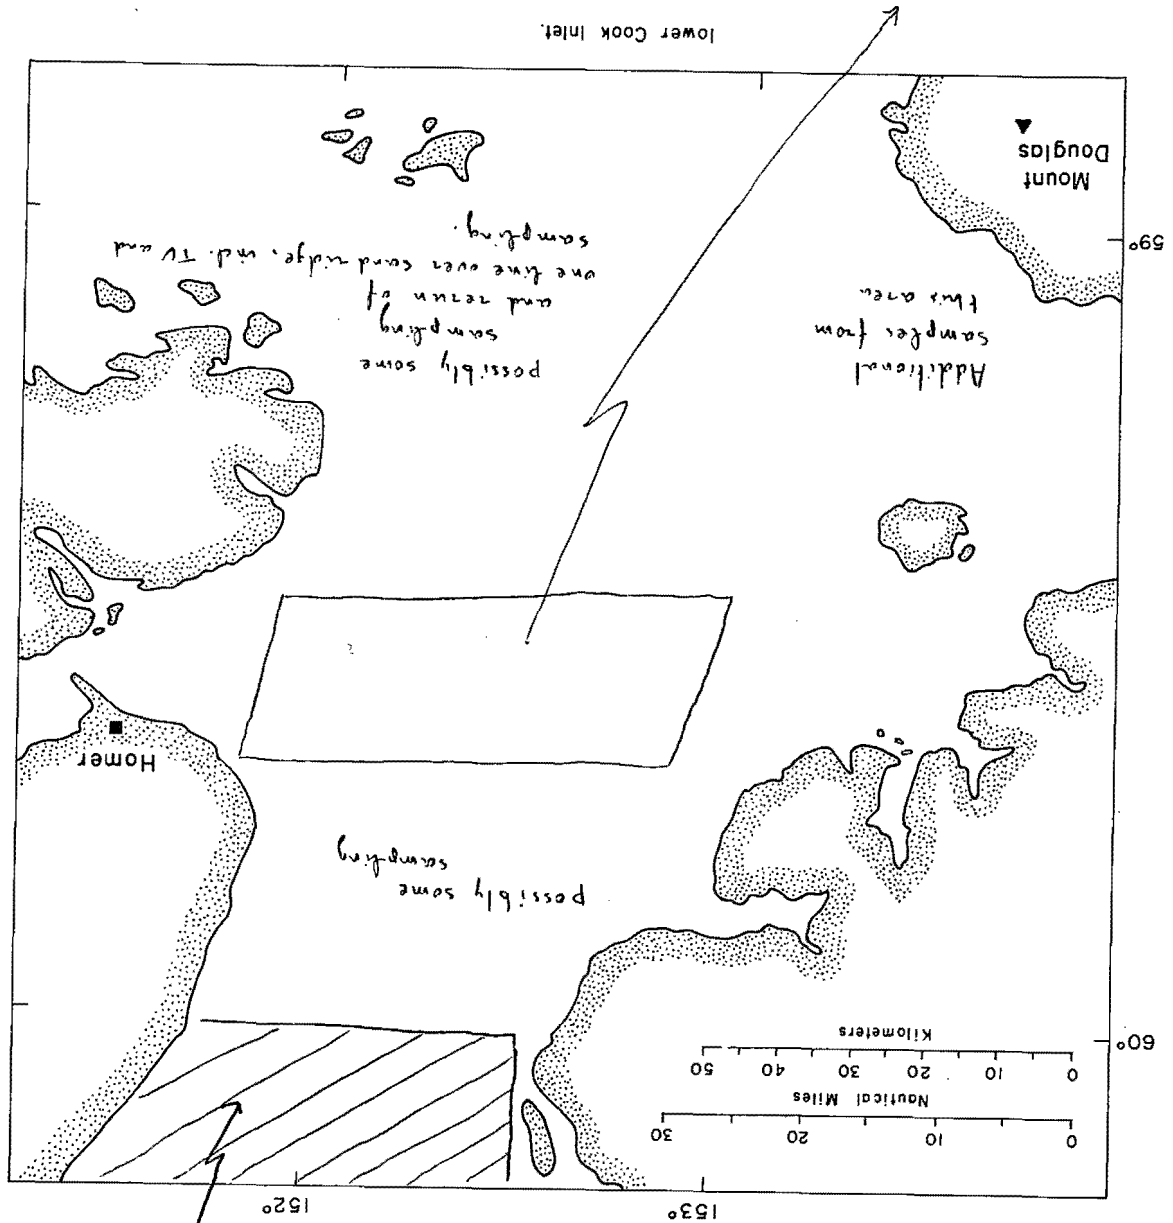 153°
152°
0 10 20 30
Nautical Miles
0 10 20 30 40 50
Kilometers
60°
possibly some
sampling
Homer
Additional
samples from
this area
possibly some
sampling
and rerun of
one line over sand ridge, incl. TV and
sampling.
59°
Mount
Douglas
lower Cook Inlet.